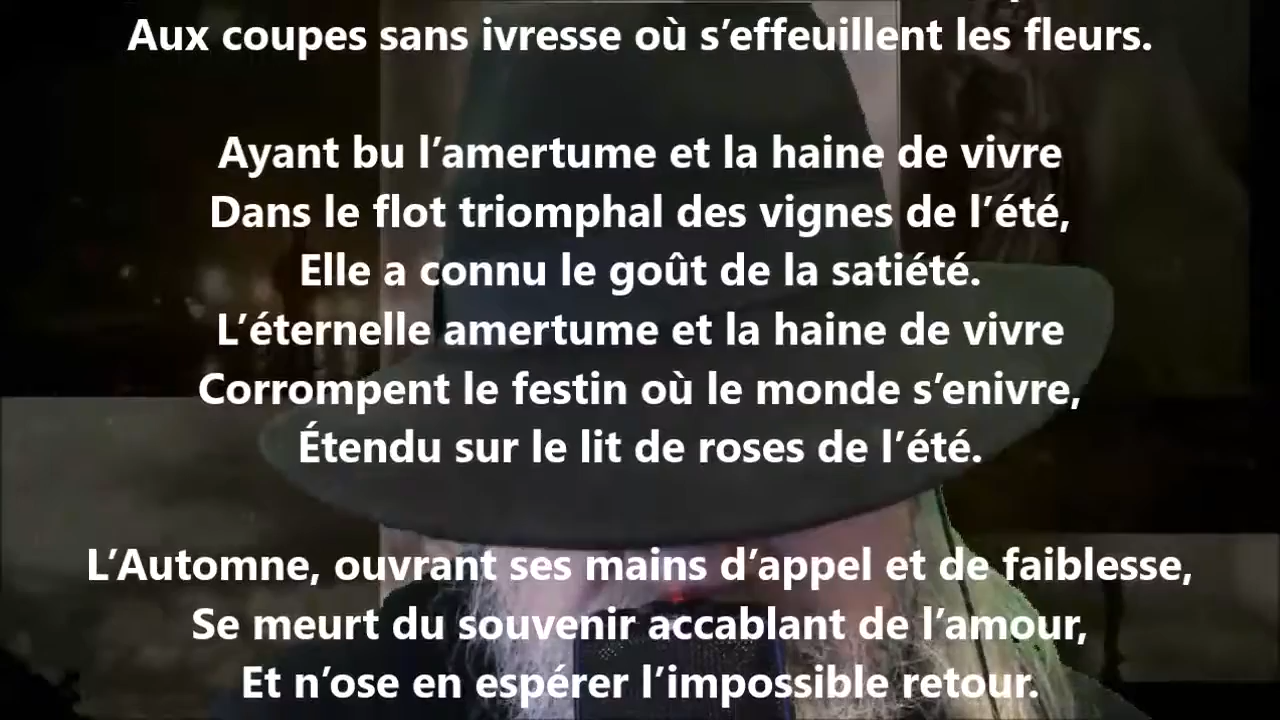 Aux coupes sans ivresse où s’effeuillent les fleurs.
Ayant bu l’amertume et la haine de vivre
Dans le flot triomphal des vignes de l’été,
Elle a connu le goût de la satiété.
L’éternelle amertume et la haine de vivre
Corrompent le festin où le monde s’enivre,
Étendu sur le lit de roses de l’été.
L’Automne, ouvrant ses mains d’appel et de faiblesse,
Se meurt du souvenir accablant de l’amour,
Et n’ose en espérer l’impossible retour.